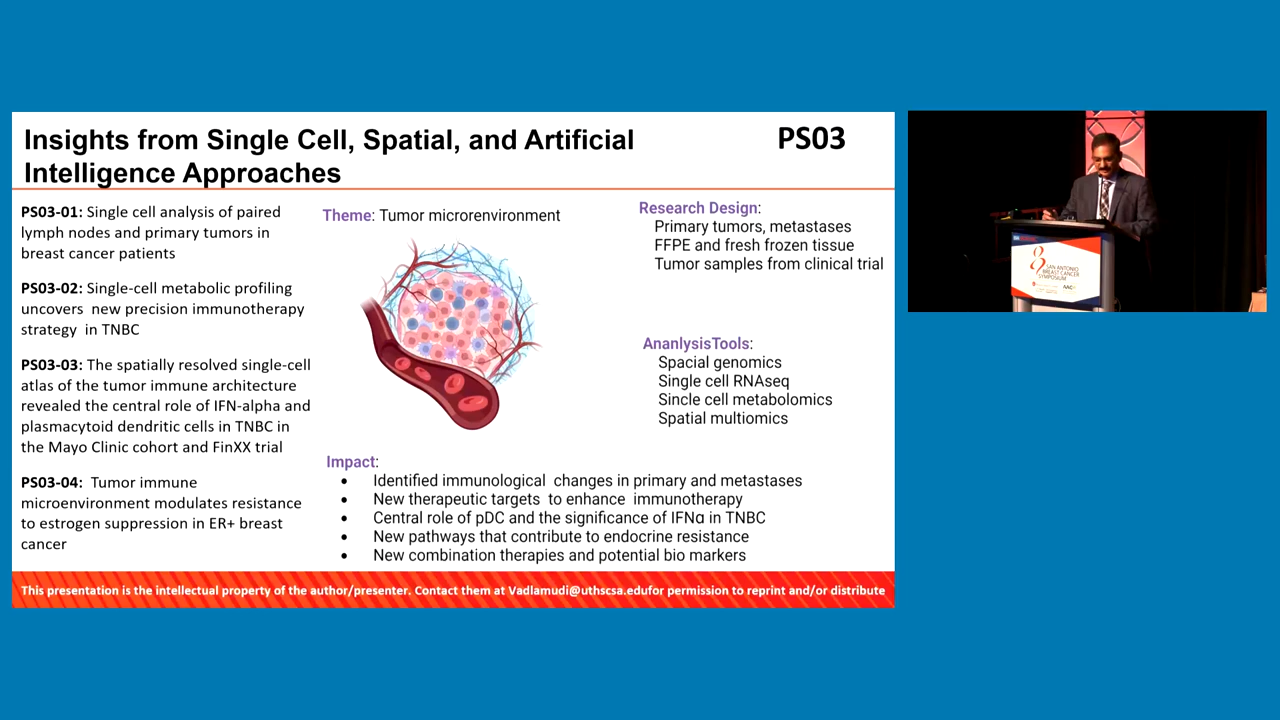 Insights from Single Cell, Spatial, and Artificial
Intelligence Approaches
PS03
PS03-01: Single cell analysis of paired
lymph nodes and primary tumors in
breast cancer patients
PS03-02: Single-cell metabolic profiling
uncovers new precision immunotherapy
strategy in TNBC
PS03-03: The spatially resolved single-cell
atlas of the tumor immune architecture
revealed the central role of IFN-alpha and
plasmacytoid dendritic cells in TNBC in
the Mayo Clinic cohort and FinXX trial
PS03-04: Tumor immune
microenvironment modulates resistance
to estrogen suppression in ER+ breast
cancer
Theme: Tumor microrenvironment
Research Design:
Primary tumors, metastases
FFPE and fresh frozen tissue
Tumor samples from clinical trial
AnanlysisTools:
Spacial genomics
Single cell RNAseq
Sincle cell metabolomics
Spatial multiomics
Impact:
• Identified immunological changes in primary and metastases
• New therapeutic targets to enhance immunotherapy
• Central role of pDC and the significance of IFNα in TNBC
• New pathways that contribute to endocrine resistance
• New combination therapies and potential bio markers
This presentation is the intellectual property of the author/presenter. Contact them at Vadlamudi@uthscsa.edufor permission to reprint and/or distribute
SAN ANTONIO
BREAST CANCER
SYMPOSIUM